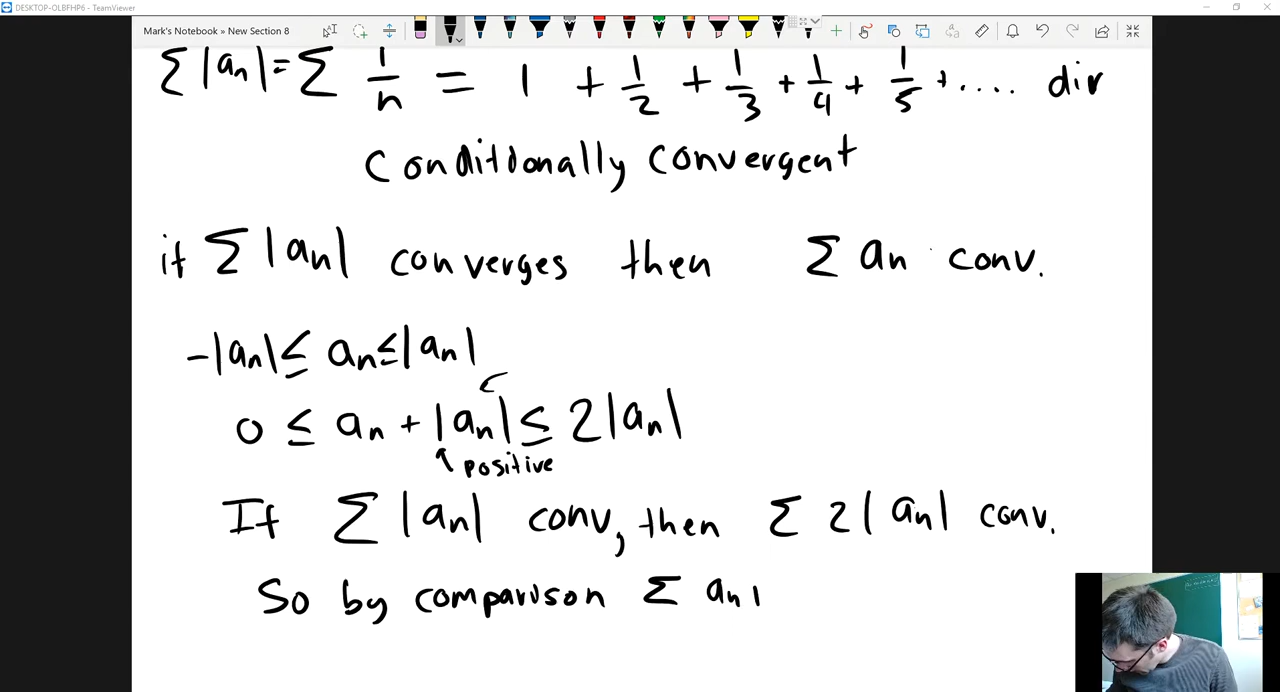 DESKTOP-OLBFHP6 - TeamViewer
Mark's Notebook » New Section 8
Σ |an| = Σ 1/n = 1 + 1/2 + 1/3 + 1/4 + 1/5 + .... div
Conditionally convergent
if Σ |an| converges then Σ an conv.
-|an| ≤ an ≤ |an|
0 ≤ an + |an| ≤ 2|an|
positive
If Σ |an| conv, then Σ 2|an| conv.
So by comparison Σ an